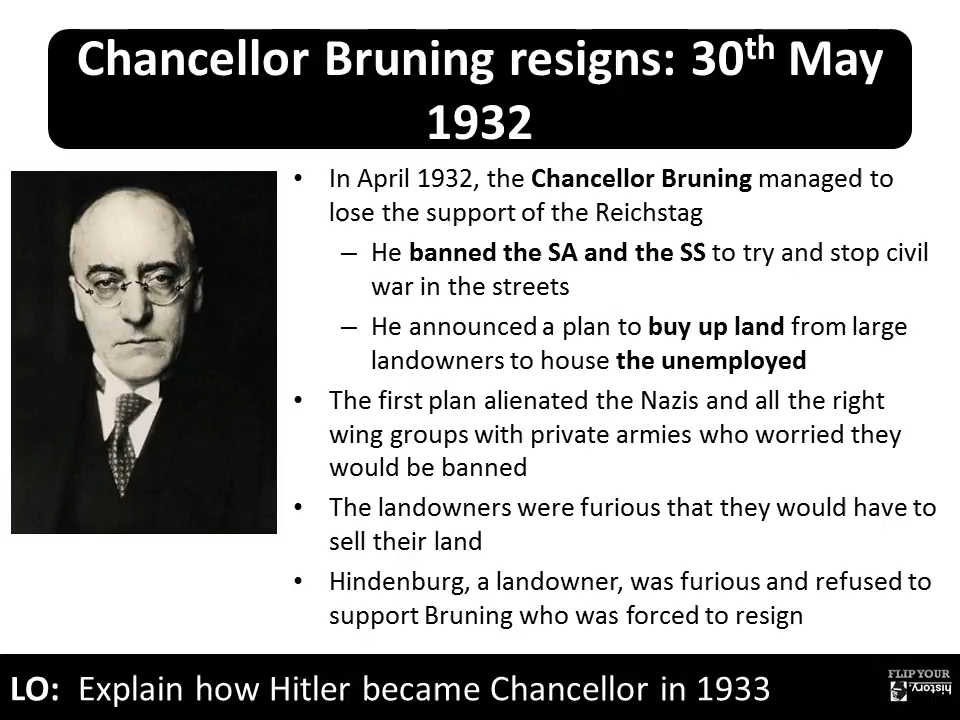 Chancellor Bruning resigns: 30th May
1932
• In April 1932, the Chancellor Bruning managed to
lose the support of the Reichstag
– He banned the SA and the SS to try and stop civil
war in the streets
– He announced a plan to buy up land from large
landowners to house the unemployed
• The first plan alienated the Nazis and all the right
wing groups with private armies who worried they
would be banned
• The landowners were furious that they would have to
sell their land
• Hindenburg, a landowner, was furious and refused to
support Bruning who was forced to resign
LO: Explain how Hitler became Chancellor in 1933
FLIP YOUR
history.